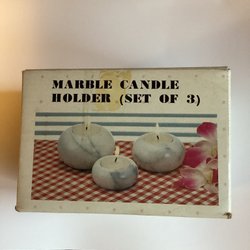 MARBLE CANDLE
HOLDER (SET OF 3)